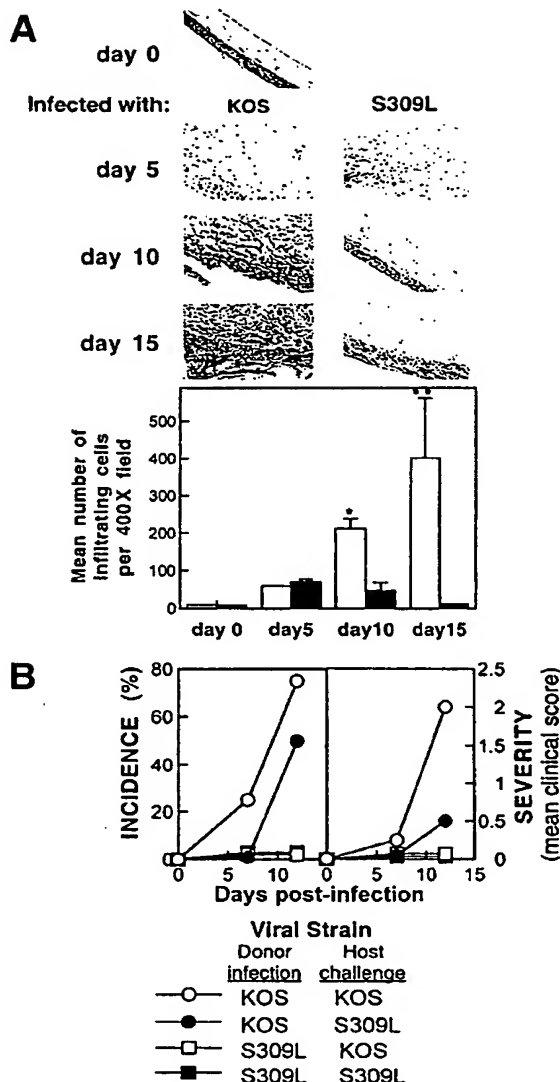 A
day 0
Infected with: KOS S309L
day 5
day 10
day 15
Mean number of
infiltrating cells
per 400X field
500
400
300
200
100
0
*
**
day 0 day5 day10 day15
B
INCIDENCE (%)
80
60
40
20
0
0 5 10 0 5 10 15
2.5
2
1.5
1
0.5
0
SEVERITY
(mean clinical score)
Days post-infection
Viral Strain
Donor Host
infection challenge
KOS KOS
KOS S309L
S309L KOS
S309L S309L